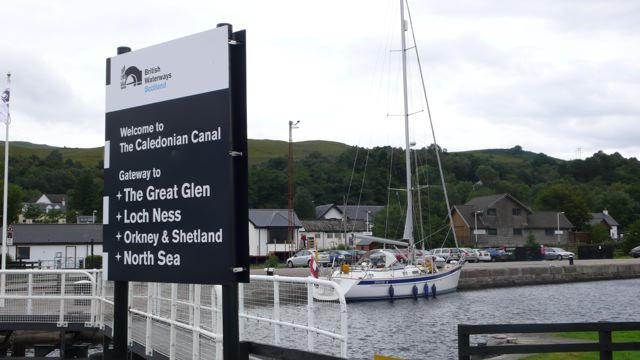 British
Waterways
Scotland
Welcome to
The Caledonian Canal
Gateway to
The Great Glen
Loch Ness
Orkney & Shetland
North Sea